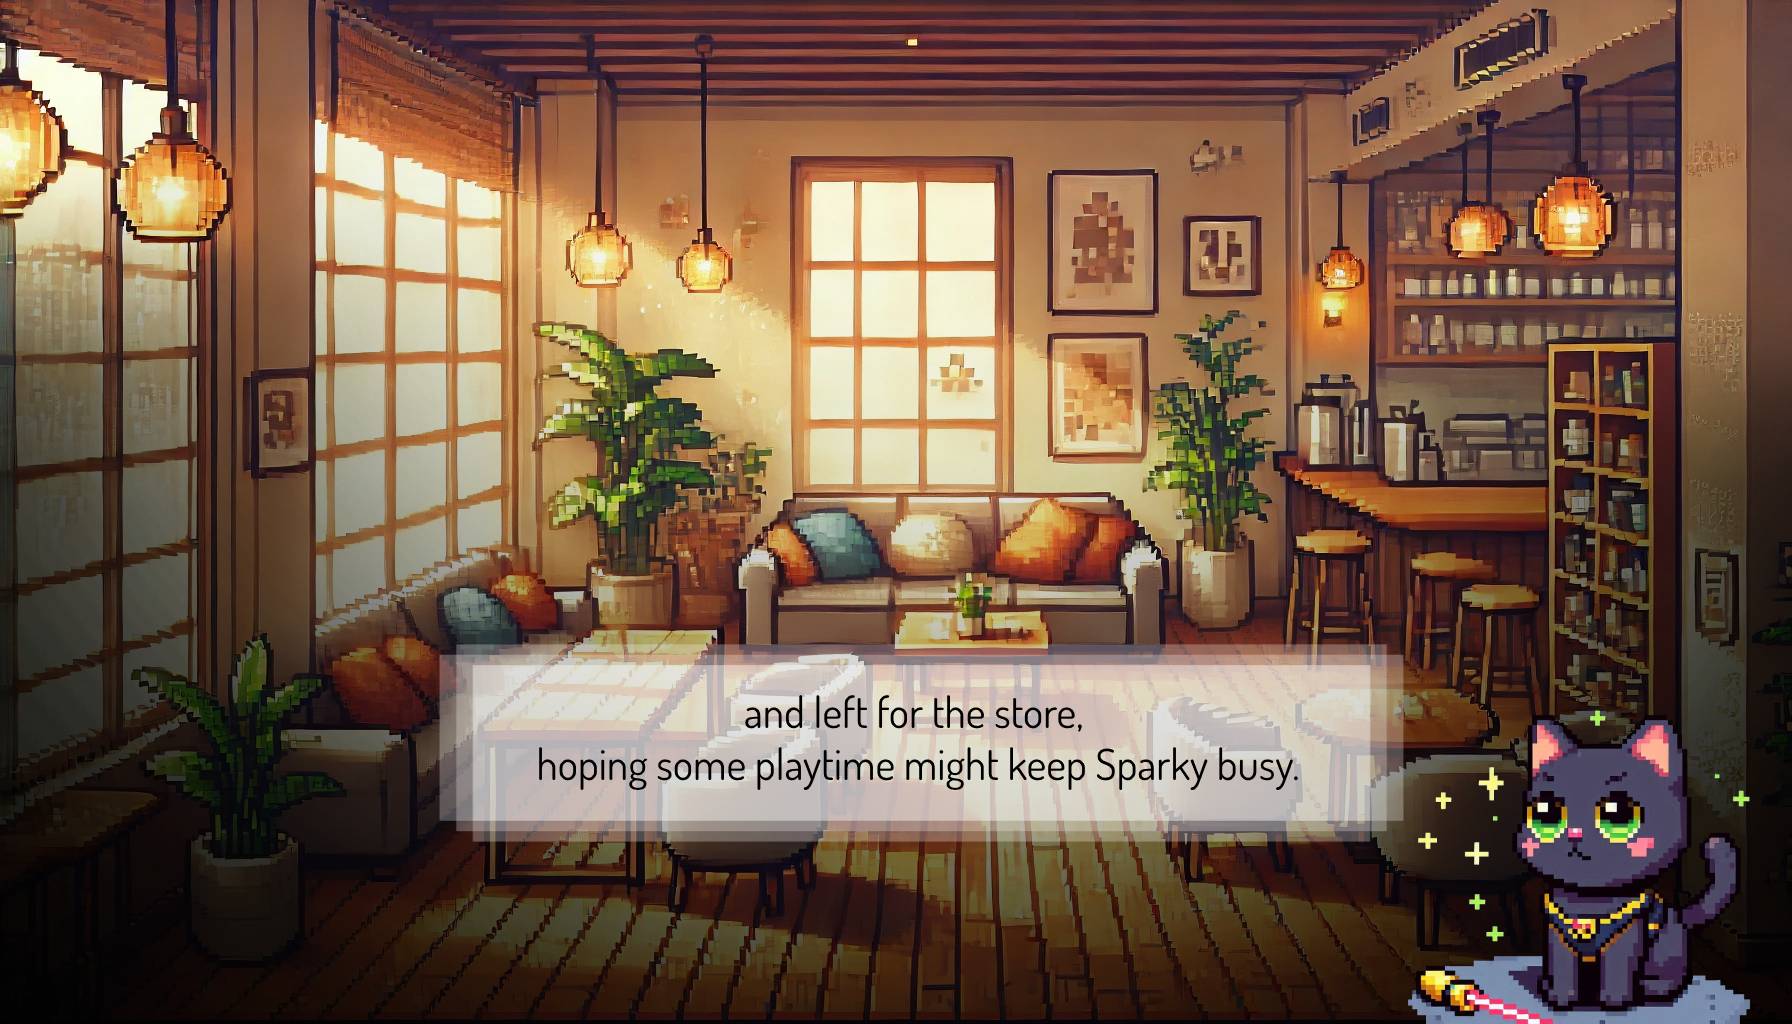 and left for the store,
hoping some playtime might keep Sparky busy.